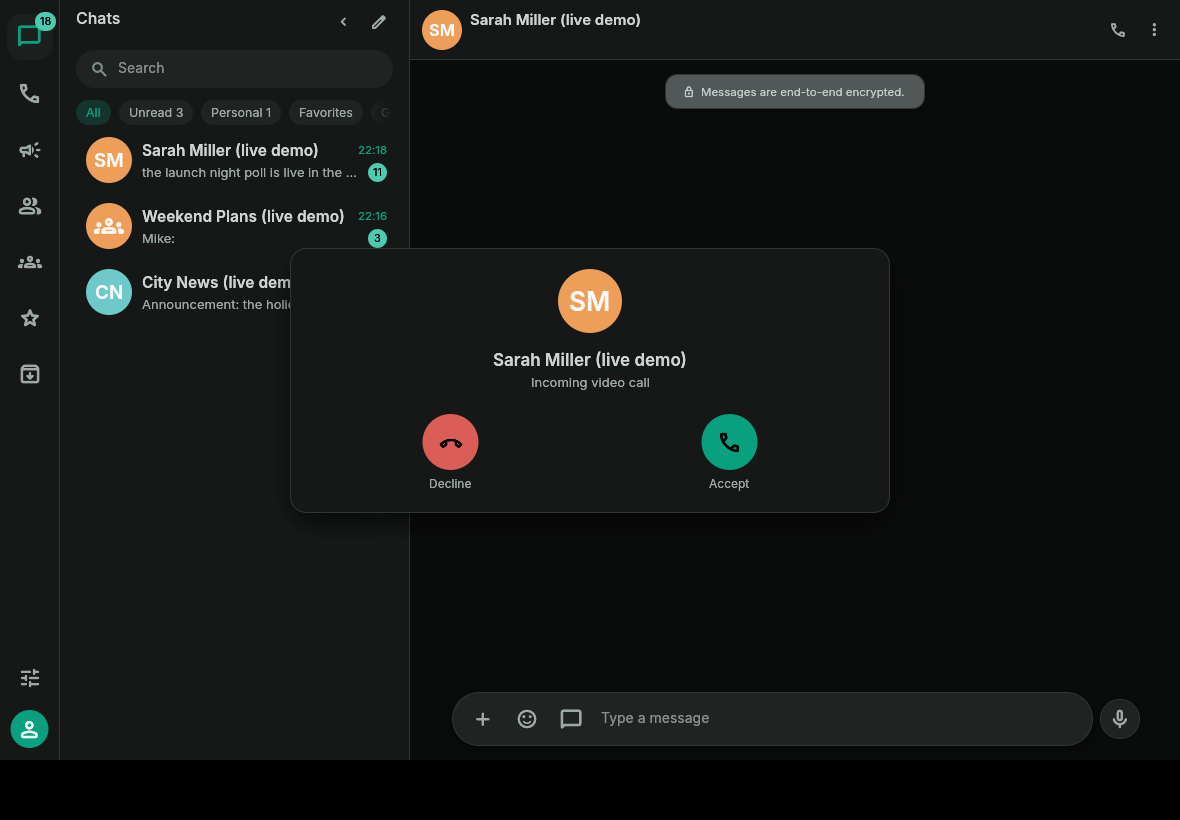 18
Chats
Search
All
Unread 3
Personal 1
Favorites
SM
Sarah Miller (live demo)
22:18
the launch night poll is live in the ...
11
Weekend Plans (live demo)
22:16
Mike:
3
CN
City News (live dem
Announcement: the holi
SM
Sarah Miller (live demo)
Messages are end-to-end encrypted.
SM
Sarah Miller (live demo)
Incoming video call
Decline
Accept
Type a message